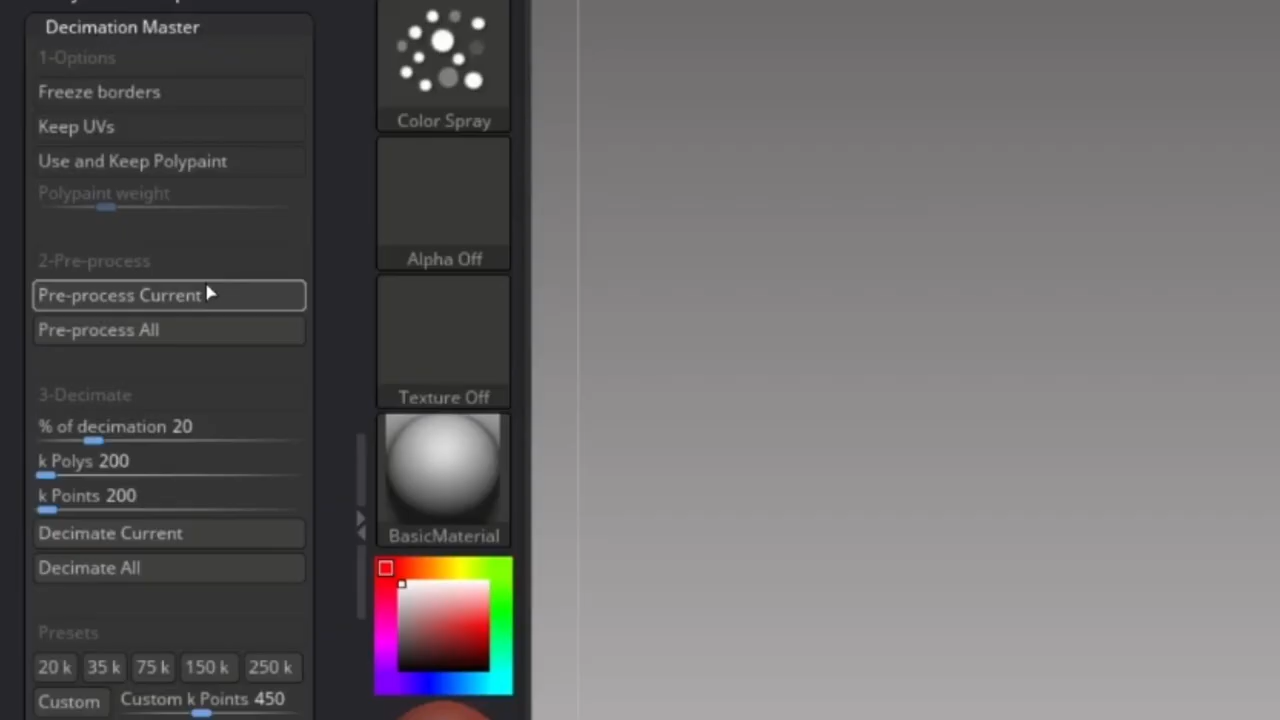 Decimation Master
1-Options
Freeze borders
Keep UVs
Use and Keep Polypaint
Polypaint weight
2-Pre-process
Pre-process Current
Pre-process All
3-Decimate
% of decimation 20
k Polys 200
k Points 200
Decimate Current
Decimate All
Presets
20 k 35 k 75 k 150 k 250 k
Custom Custom k Points 450
Color Spray
Alpha Off
Texture Off
BasicMaterial